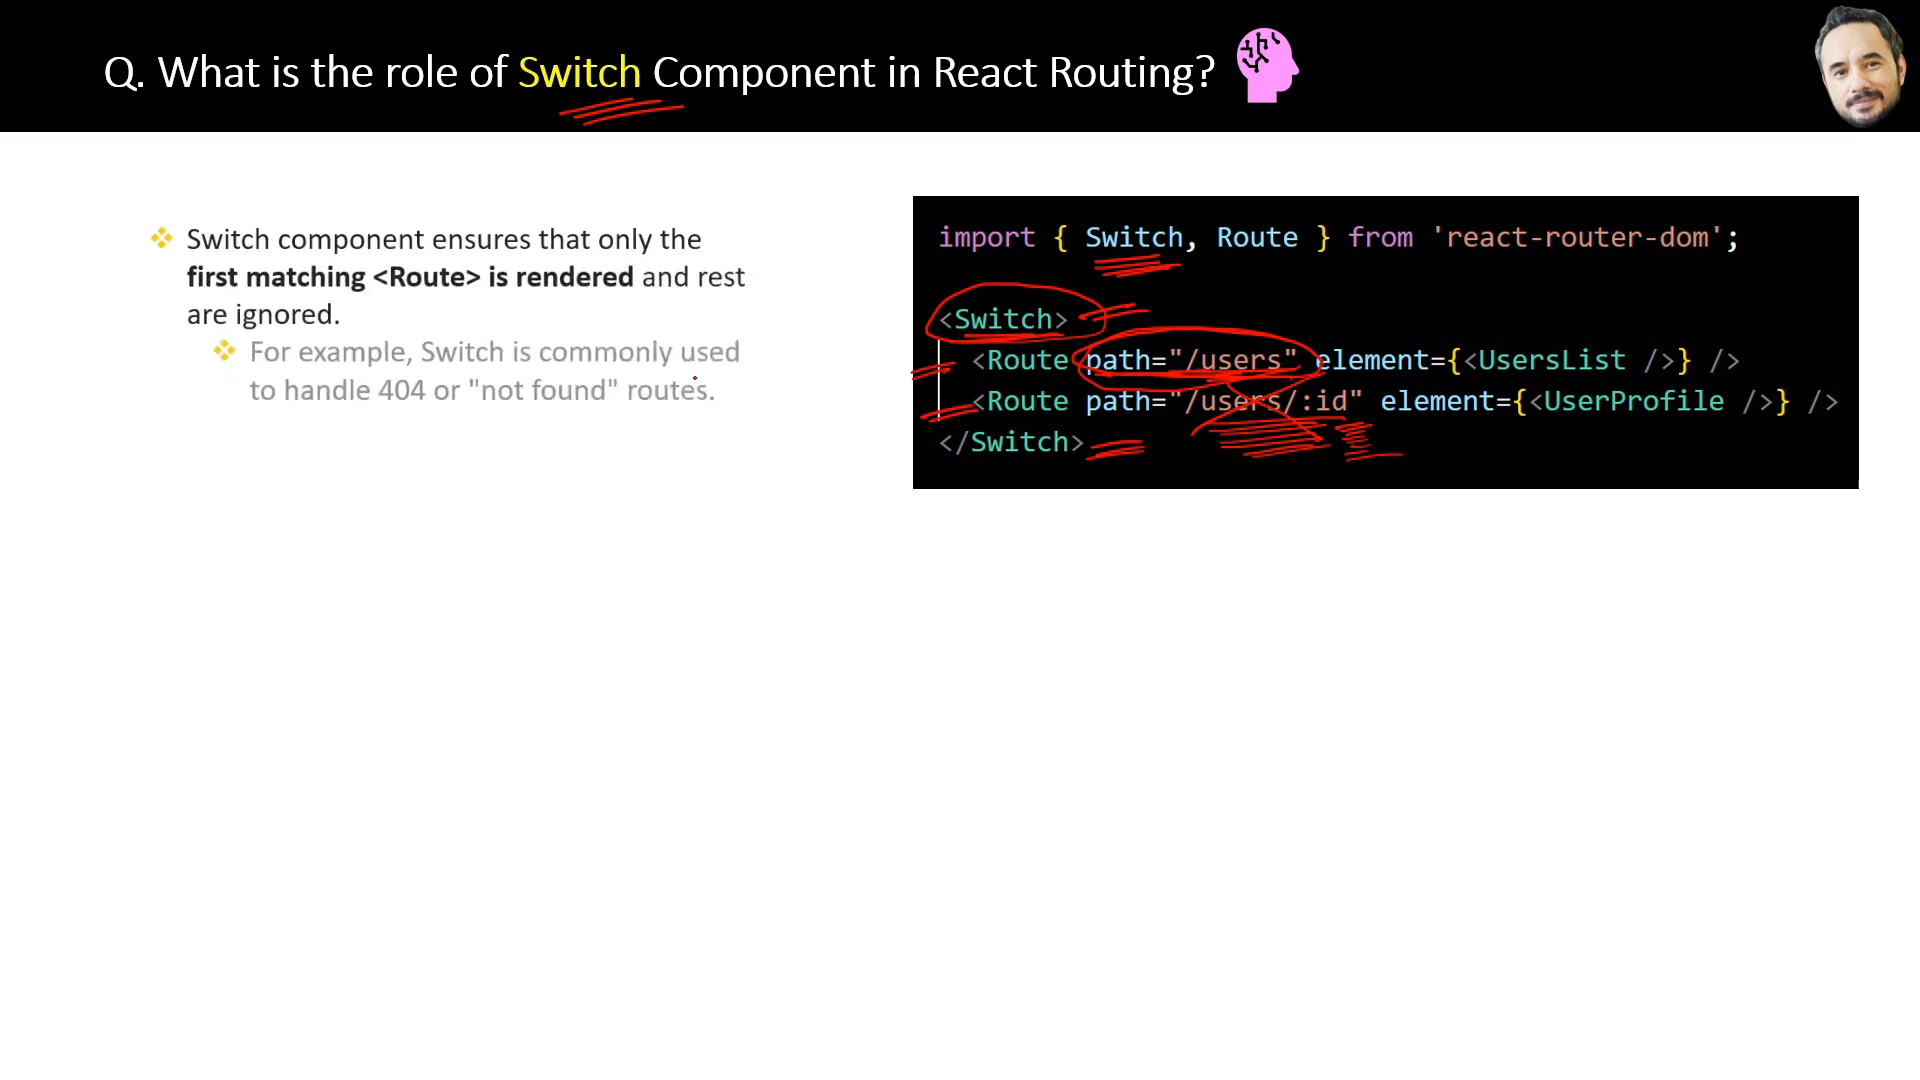 Q. What is the role of Switch Component in React Routing?
Switch component ensures that only the
first matching <Route> is rendered and rest
are ignored.
For example, Switch is commonly used
to handle 404 or "not found" routes.
import { Switch, Route } from 'react-router-dom';
<Switch>
<Route path="/users" element={<UsersList />} />
<Route path="/users/:id" element={<UserProfile />} />
</Switch>